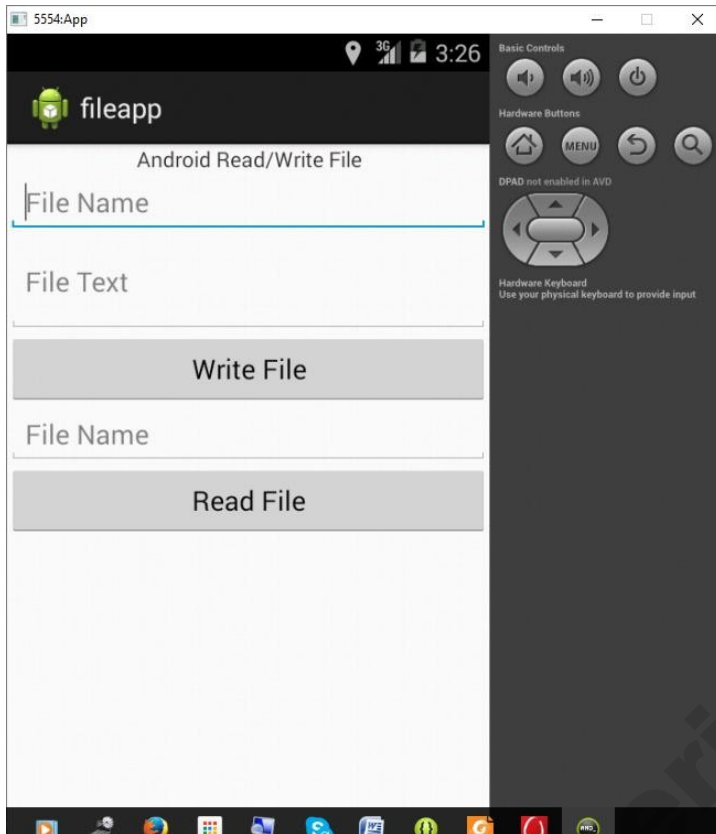 5554:App
3G 3:26
fileapp
Android Read/Write File
File Name
File Text
Write File
File Name
Read File
Basic Controls
Hardware Buttons
MENU
DPAD not enabled in AVD
Hardware Keyboard
Use your physical keyboard to provide input